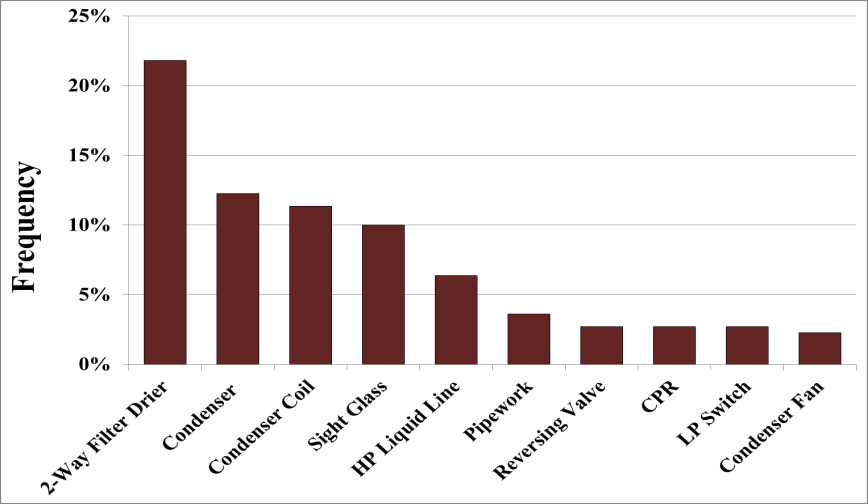 25%
20%
15%
10%
5%
0%
Frequency
2-Way Filter Drier
Condenser
Condenser Coil
Sight Glass
HP Liquid Line
Pipework
Reversing Valve
CPR
LP Switch
Condenser Fan